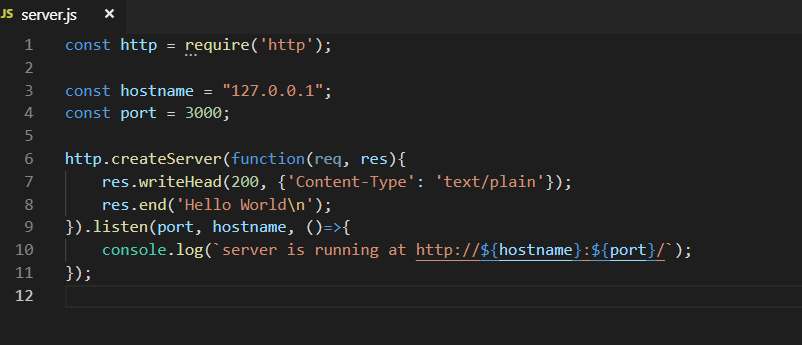 JS server.js ×
1 const http = require('http');
2
3 const hostname = "127.0.0.1";
4 const port = 3000;
5
6 http.createServer(function(req, res){
7     res.writeHead(200, {'Content-Type': 'text/plain'});
8     res.end('Hello World\n');
9 }).listen(port, hostname, ()=>{
10     console.log(`server is running at http://${hostname}:${port}/`);
11 });
12